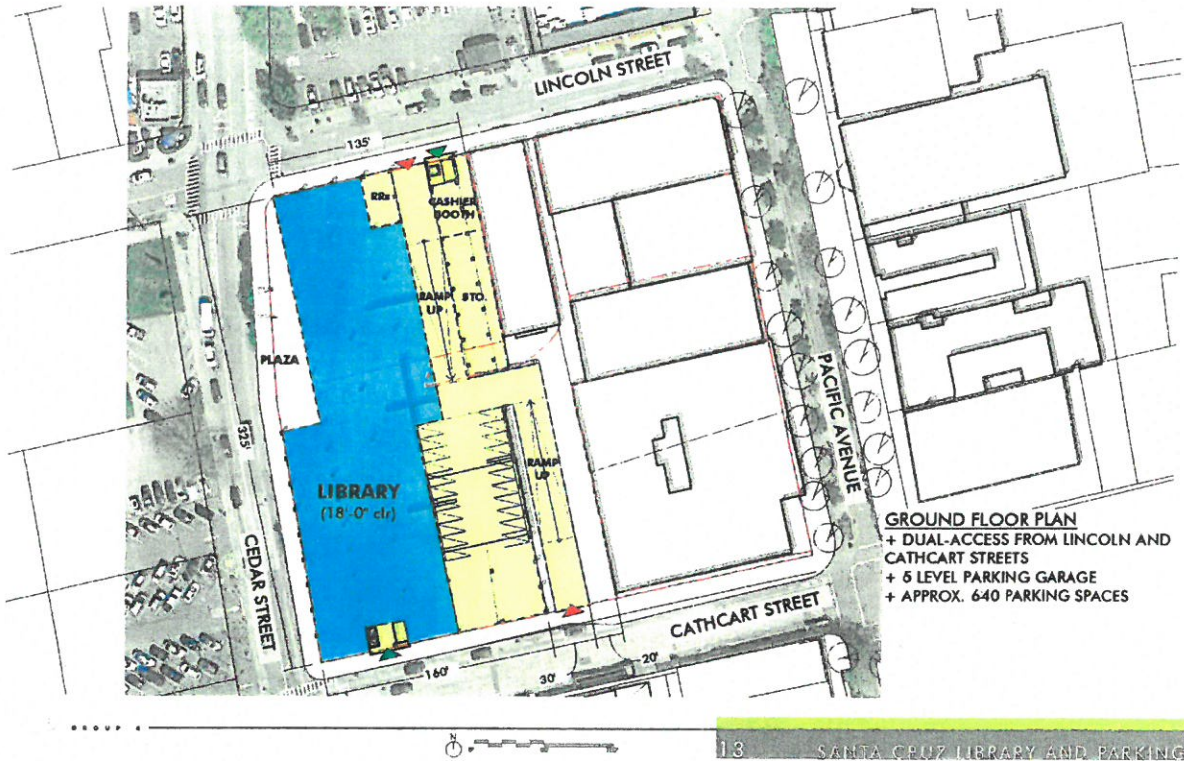 LINCOLN STREET
135'
RRs
CASHIER
BOOTH
RAMP
UP
STO.
PLAZA
PACIFIC AVENUE
325'
RAMP
UP
LIBRARY
(18'-0" clr)
CEDAR STREET
GROUND FLOOR PLAN
+ DUAL-ACCESS FROM LINCOLN AND
CATHCART STREETS
+ 5 LEVEL PARKING GARAGE
+ APPROX. 640 PARKING SPACES
CATHCART STREET
160'
30'
20'
GROUP 4
N
13 SANTA CRUZ LIBRARY AND PARKING